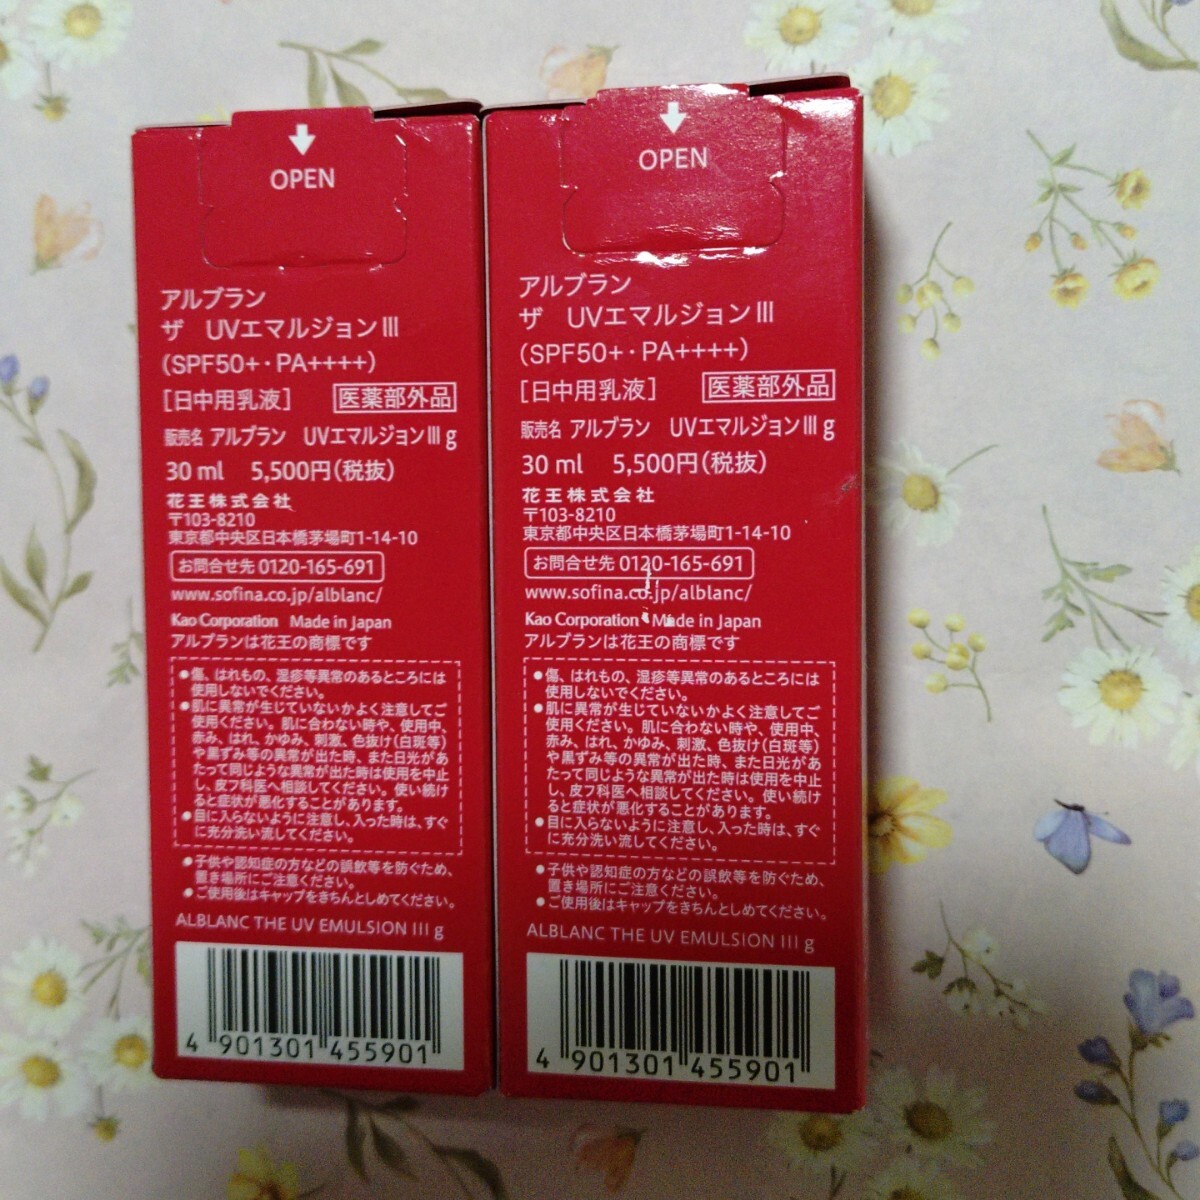 OPEN
アルブラン
ザ UVエマルジョンⅢ
(SPF50+・PA++++)
[日中用乳液] 医薬部外品
販売名 アルブラン UVエマルジョンⅢ g
30 ml 5,500円(税抜)
花王株式会社
〒103-8210
東京都中央区日本橋茅場町1-14-10
お問合せ先 0120-165-691
www.sofina.co.jp/alblanc/
Kao Corporation Made in Japan
アルブランは花王の商標です
●傷、はれもの、湿疹等異常のあるところには
使用しないでください。
●肌に異常が生じていないかよく注意してご
使用ください。肌に合わない時や、使用中、
赤み、はれ、かゆみ、刺激、色抜け(白斑等)
や黒ずみ等の異常が出た時、また日光があ
たって同じような異常が出た時は使用を中止
し、皮フ科医へ相談してください。使い続け
ると症状が悪化することがあります。
●目に入らないように注意し、入った時は、すぐ
に充分洗い流してください。
●子供や認知症の方などの誤飲等を防ぐため、
置き場所にご注意ください。
●ご使用後はキャップをきちんとしめてください。
ALBLANC THE UV EMULSION III g
4 901301 455901
OPEN
アルブラン
ザ UVエマルジョンⅢ
(SPF50+・PA++++)
[日中用乳液] 医薬部外品
販売名 アルブラン UVエマルジョンⅢ g
30 ml 5,500円(税抜)
花王株式会社
〒103-8210
東京都中央区日本橋茅場町1-14-10
お問合せ先 0120-165-691
www.sofina.co.jp/alblanc/
Kao Corporation Made in Japan
アルブランは花王の商標です
●傷、はれもの、湿疹等異常のあるところには
使用しないでください。
●肌に異常が生じていないかよく注意してご
使用ください。肌に合わない時や、使用中、
赤み、はれ、かゆみ、刺激、色抜け(白斑等)
や黒ずみ等の異常が出た時、また日光があ
たって同じような異常が出た時は使用を中止
し、皮フ科医へ相談してください。使い続け
ると症状が悪化することがあります。
●目に入らないように注意し、入った時は、すぐ
に充分洗い流してください。
●子供や認知症の方などの誤飲等を防ぐため、
置き場所にご注意ください。
●ご使用後はキャップをきちんとしめてください。
ALBLANC THE UV EMULSION III g
4 901301 455901